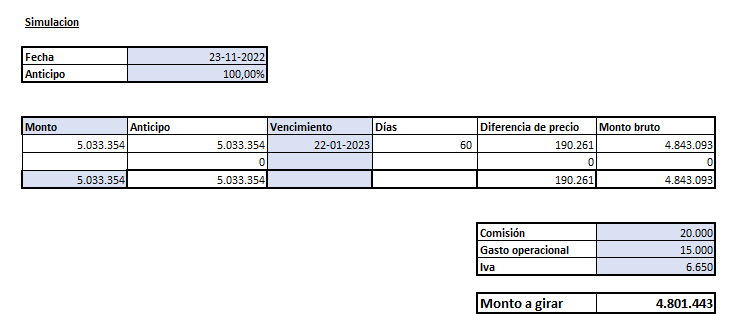 Simulacion
Fecha 23-11-2022
Anticipo 100,00%
Monto Anticipo Vencimiento Días Diferencia de precio Monto bruto
5.033.354 5.033.354 22-01-2023 60 190.261 4.843.093
0 0 0
5.033.354 5.033.354 190.261 4.843.093
Comisión 20.000
Gasto operacional 15.000
Iva 6.650
Monto a girar 4.801.443